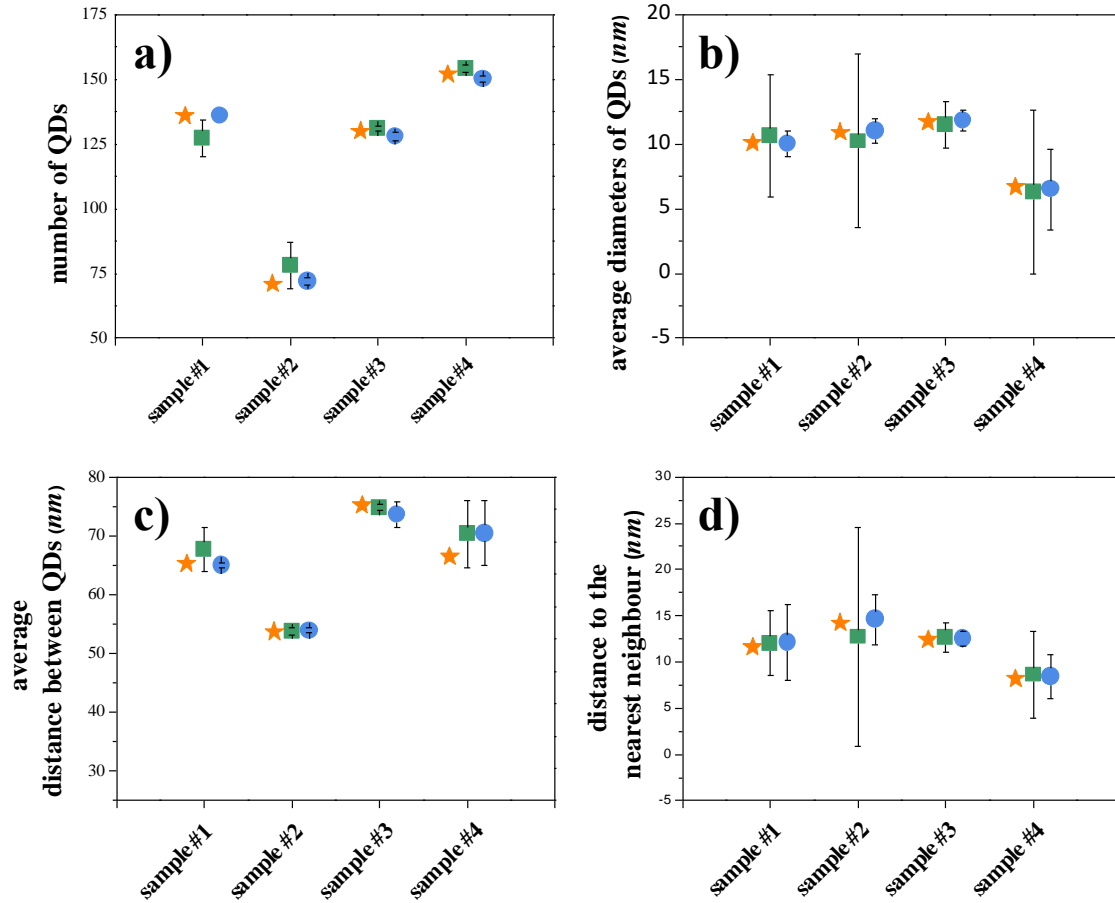 a)
number of QDs
175
150
125
100
75
50
sample #1
sample #2
sample #3
sample #4
b)
average diameters of QDs (nm)
20
15
10
5
0
-5
sample #1
sample #2
sample #3
sample #4
c)
average
distance between QDs (nm)
80
70
60
50
40
30
sample #1
sample #2
sample #3
sample #4
d)
distance to the
nearest neighbour (nm)
30
25
20
15
10
5
0
-5
sample #1
sample #2
sample #3
sample #4